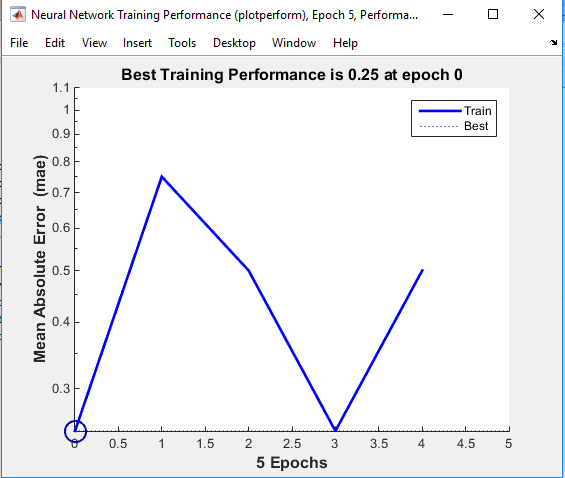 Neural Network Training Performance (plotperform), Epoch 5, Performa...
File Edit View Insert Tools Desktop Window Help
Best Training Performance is 0.25 at epoch 0
1.1
1
0.9
0.8
0.7
0.6
0.5
0.4
0.3
Mean Absolute Error (mae)
Train
Best
0 0.5 1 1.5 2 2.5 3 3.5 4 4.5 5
5 Epochs